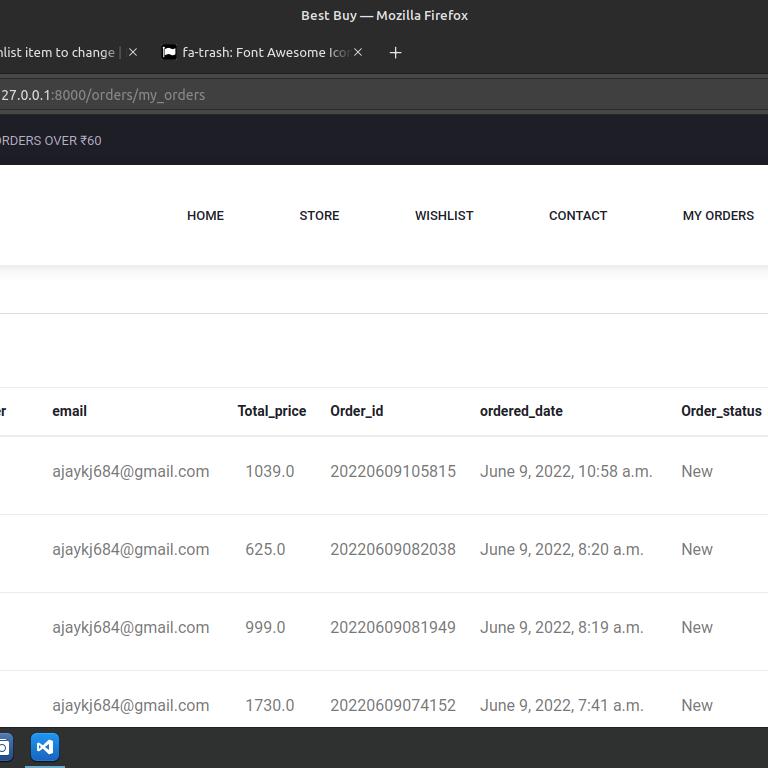 Best Buy — Mozilla Firefox
list item to change | fa-trash: Font Awesome Ico
27.0.0.1:8000/orders/my_orders
ORDERS OVER ₹60
HOME STORE WISHLIST CONTACT MY ORDERS
email Total_price Order_id ordered_date Order_status
ajaykj684@gmail.com 1039.0 20220609105815 June 9, 2022, 10:58 a.m. New
ajaykj684@gmail.com 625.0 20220609082038 June 9, 2022, 8:20 a.m. New
ajaykj684@gmail.com 999.0 20220609081949 June 9, 2022, 8:19 a.m. New
ajaykj684@gmail.com 1730.0 20220609074152 June 9, 2022, 7:41 a.m. New